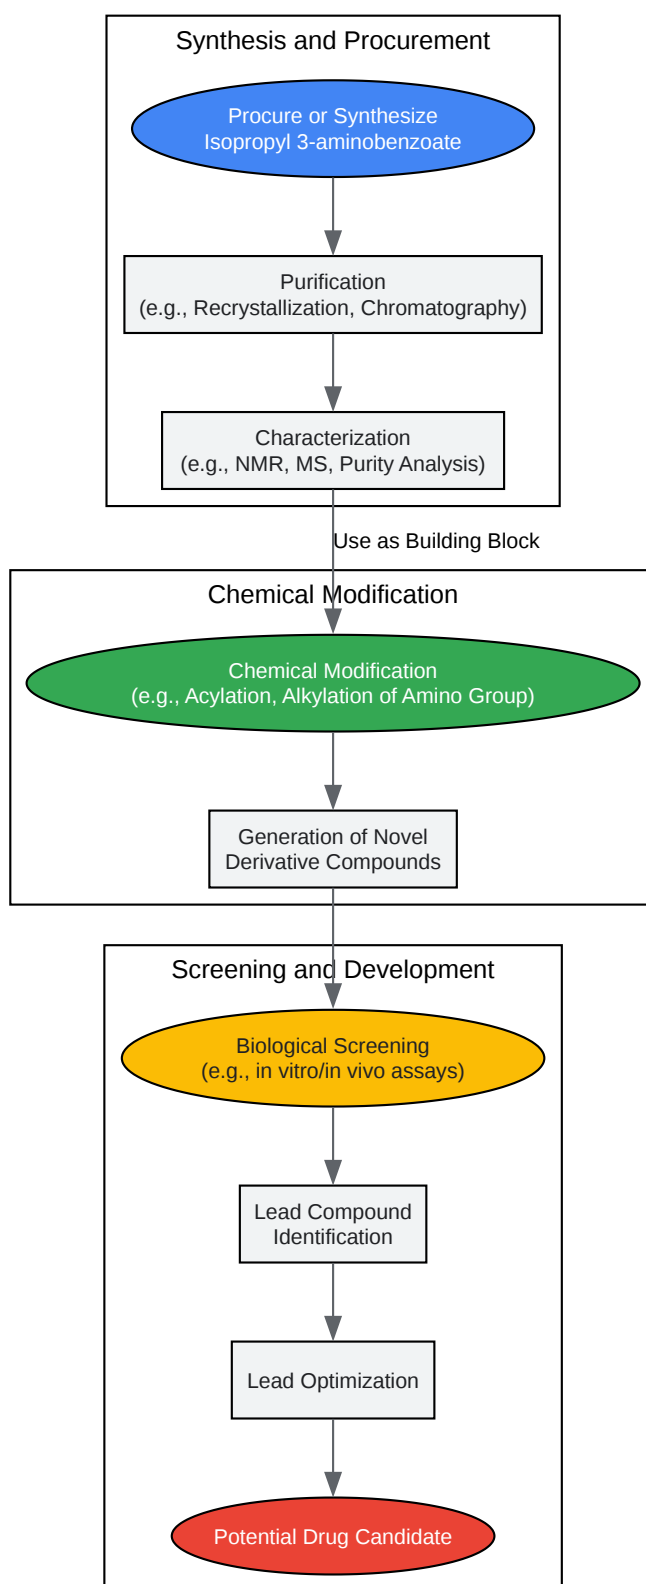 Synthesis and Procurement
Procure or Synthesize
Isopropyl 3-aminobenzoate
Purification
(e.g., Recrystallization, Chromatography)
Characterization
(e.g., NMR, MS, Purity Analysis)
Use as Building Block
Chemical Modification
Chemical Modification
(e.g., Acylation, Alkylation of Amino Group)
Generation of Novel
Derivative Compounds
Screening and Development
Biological Screening
(e.g., in vitro/in vivo assays)
Lead Compound
Identification
Lead Optimization
Potential Drug Candidate